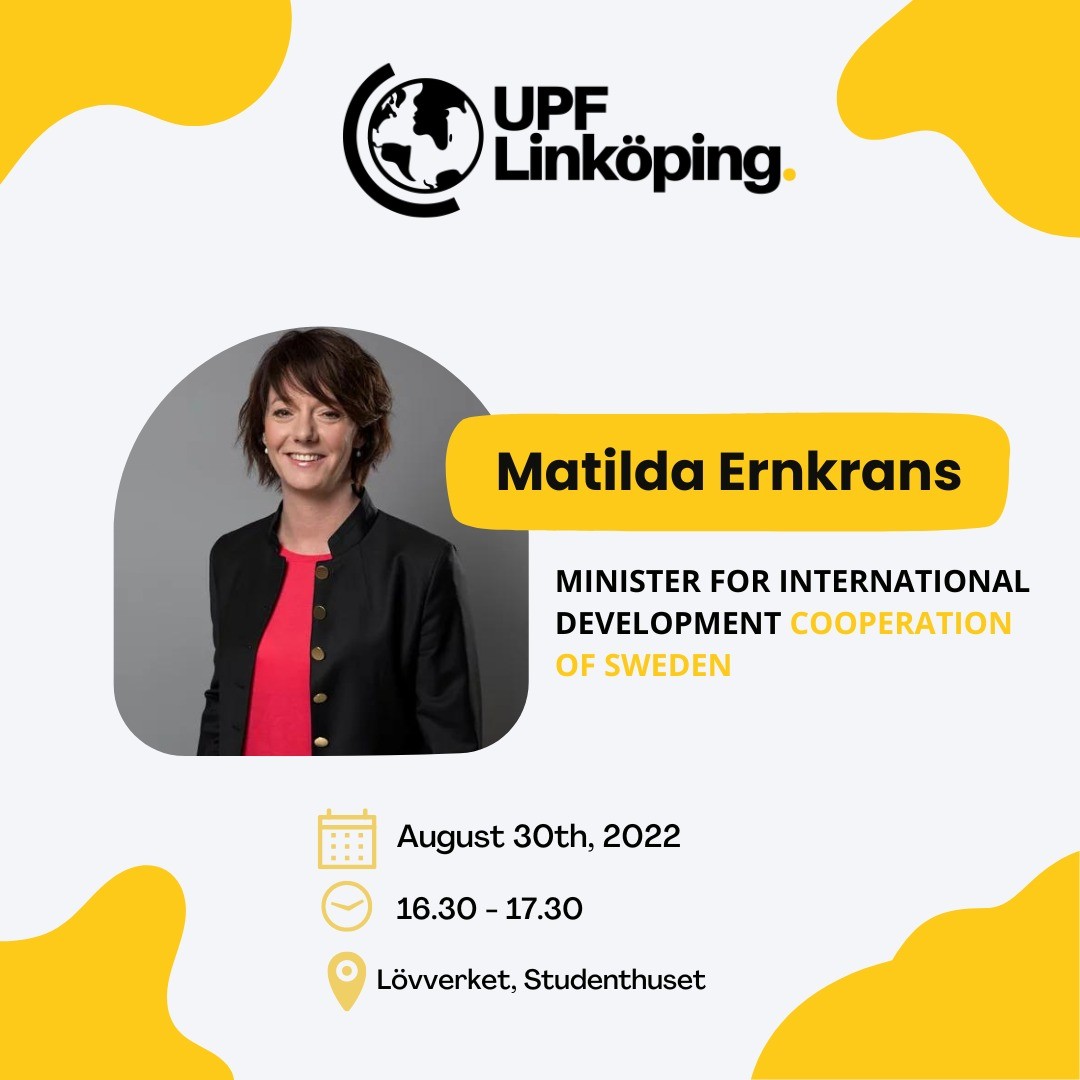 UPF
Linköping.
Matilda Ernkrans
MINISTER FOR INTERNATIONAL
DEVELOPMENT COOPERATION
OF SWEDEN
August 30th, 2022
16.30 - 17.30
Lövverket, Studenthuset